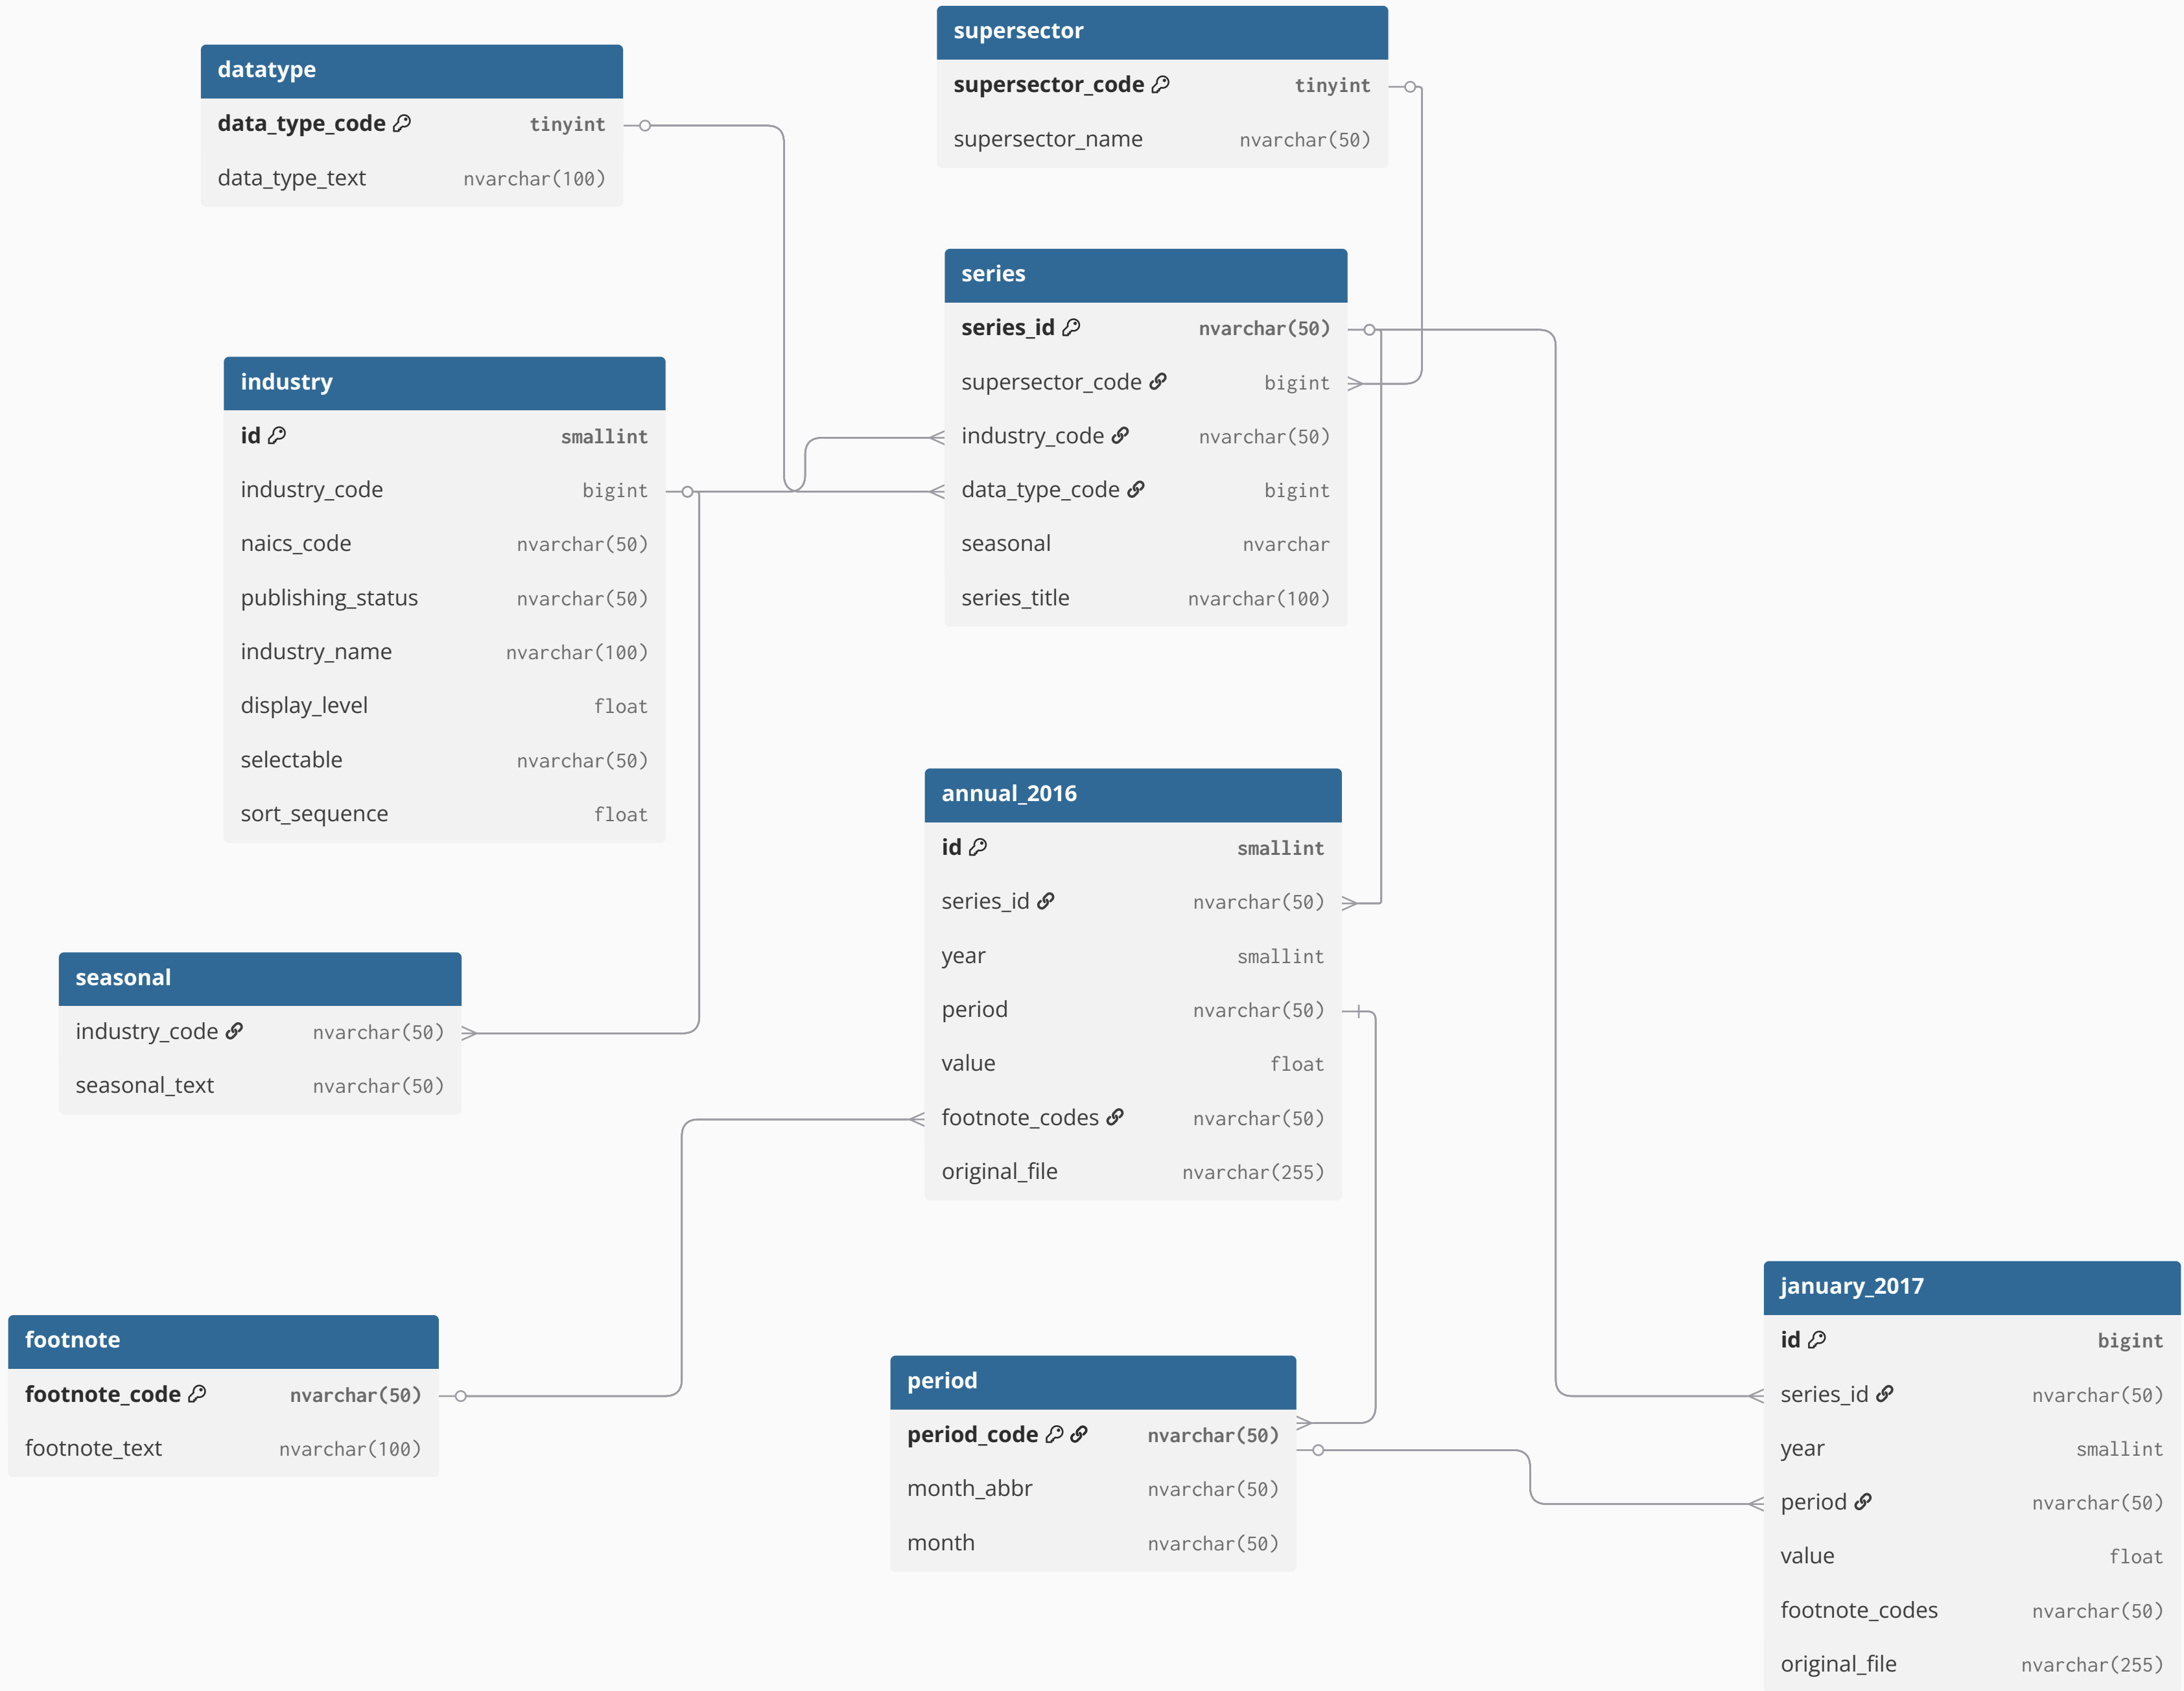 datatype
data_type_code tinyint
data_type_text nvarchar(100)
supersector
supersector_code tinyint
supersector_name nvarchar(50)
series
series_id nvarchar(50)
supersector_code bigint
industry_code nvarchar(50)
data_type_code bigint
seasonal nvarchar
series_title nvarchar(100)
industry
id smallint
industry_code bigint
naics_code nvarchar(50)
publishing_status nvarchar(50)
industry_name nvarchar(100)
display_level float
selectable nvarchar(50)
sort_sequence float
annual_2016
id smallint
series_id nvarchar(50)
year smallint
period nvarchar(50)
value float
footnote_codes nvarchar(50)
original_file nvarchar(255)
seasonal
industry_code nvarchar(50)
seasonal_text nvarchar(50)
footnote
footnote_code nvarchar(50)
footnote_text nvarchar(100)
period
period_code nvarchar(50)
month_abbr nvarchar(50)
month nvarchar(50)
january_2017
id bigint
series_id nvarchar(50)
year smallint
period nvarchar(50)
value float
footnote_codes nvarchar(50)
original_file nvarchar(255)